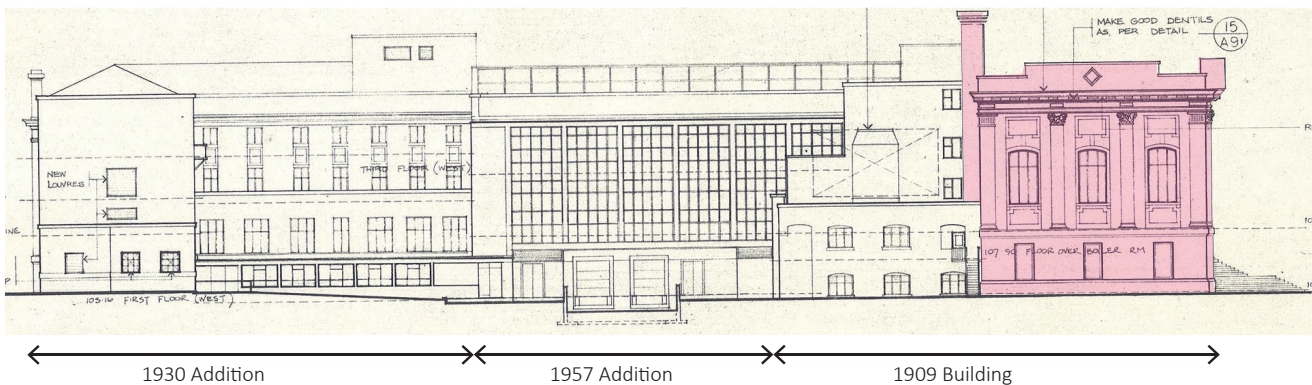 MAKE GOOD DENTILS
AS PER DETAIL
15
A91
NEW
LOUVRES
THIRD FLOOR (WEST)
107.90 FLOOR OVER BOILER RM
105.16 FIRST FLOOR (WEST)
1930 Addition
1957 Addition
1909 Building